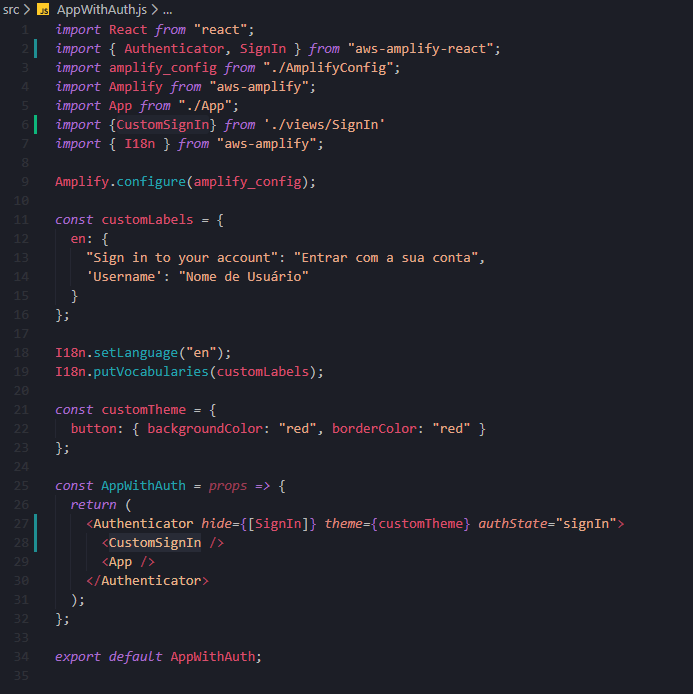 src > JS AppWithAuth.js > ...
1 import React from "react";
2 import { Authenticator, SignIn } from "aws-amplify-react";
3 import amplify_config from "./AmplifyConfig";
4 import Amplify from "aws-amplify";
5 import App from "./App";
6 import {CustomSignIn} from './views/SignIn'
7 import { I18n } from "aws-amplify";
8
9 Amplify.configure(amplify_config);
10
11 const customLabels = {
12   en: {
13     "Sign in to your account": "Entrar com a sua conta",
14     'Username': "Nome de Usuário"
15   }
16 };
17
18 I18n.setLanguage("en");
19 I18n.putVocabularies(customLabels);
20
21 const customTheme = {
22   button: { backgroundColor: "red", borderColor: "red" }
23 };
24
25 const AppWithAuth = props => {
26   return (
27     <Authenticator hide={[SignIn]} theme={customTheme} authState="signIn">
28       <CustomSignIn />
29       <App />
30     </Authenticator>
31   );
32 };
33
34 export default AppWithAuth;
35